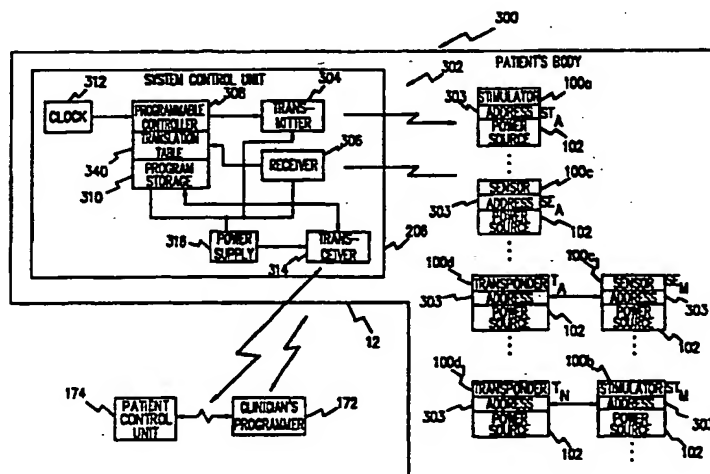 300
SYSTEM CONTROL UNIT
302
PATIENT'S BODY
312
308
304
CLOCK
PROGRAMMABLE CONTROLLER
TRANS-MITTER
340
TRANSLATION TABLE
306
RECEIVER
310
PROGRAM STORAGE
316
POWER SUPPLY
TRANS-CEIVER
314
206
12
100a
STIMULATOR
303
ADDRESS
ST A
POWER SOURCE
102
SENSOR
100c
303
ADDRESS
SE A
POWER SOURCE
102
100d
TRANSPONDER
T A
303
ADDRESS
POWER SOURCE
102
100c
SENSOR
SE M
ADDRESS
303
POWER SOURCE
102
100d
TRANSPONDER
T N
303
ADDRESS
POWER SOURCE
102
100b
STIMULATOR
ST M
ADDRESS
303
POWER SOURCE
102
174
PATIENT CONTROL UNIT
CLINICIAN'S PROGRAMMER
172